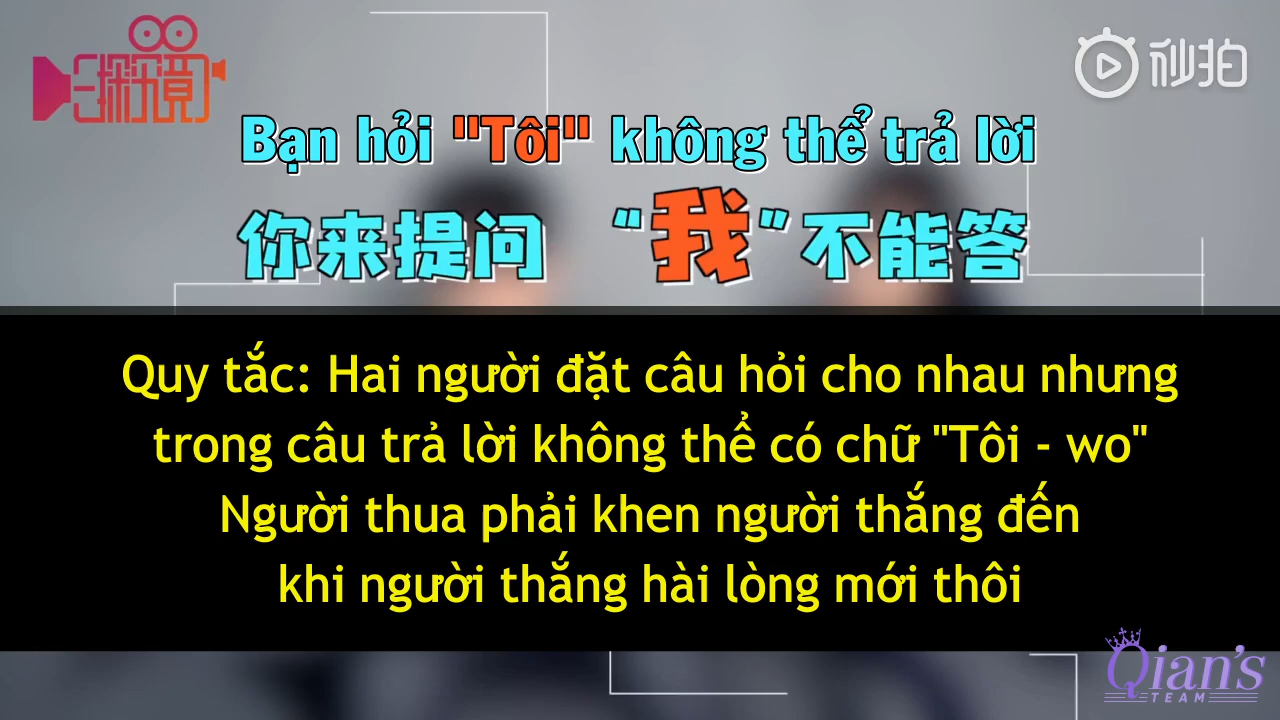 秒拍
Bạn hỏi "Tôi" không thể trả lời
你来提问 “我”不能答
Quy tắc: Hai người đặt câu hỏi cho nhau nhưng
trong câu trả lời không thể có chữ "Tôi - wo"
Người thua phải khen người thắng đến
khi người thắng hài lòng mới thôi
Qian's
TEAM